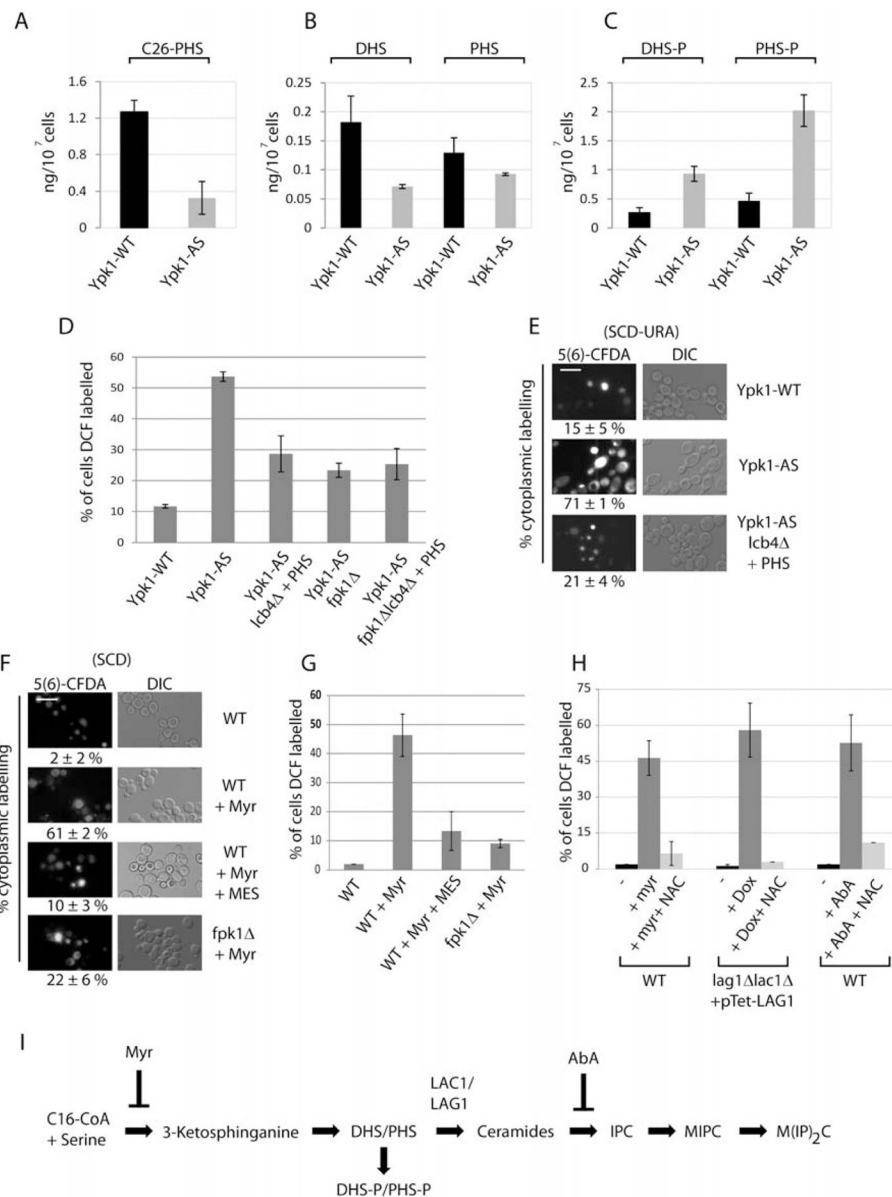 A
C26-PHS
1.6
1.2
0.8
0.4
0
ng/10 7cells
Ypk1-WT
Ypk1-AS
B
DHS
PHS
0.25
0.2
0.15
0.1
0.05
0
ng/10 7cells
Ypk1-WT
Ypk1-AS
Ypk1-WT
Ypk1-AS
C
DHS-P
PHS-P
2.5
2
1.5
1
0.5
0
ng/10 7cells
Ypk1-WT
Ypk1-AS
Ypk1-WT
Ypk1-AS
D
60
50
40
30
20
10
0
% of cells DCF labelled
Ypk1-WT
Ypk1-AS
Ypk1-AS
lcb4Δ + PHS
Ypk1-AS
fpk1Δ
Ypk1-AS
fpk1Δlcb4Δ + PHS
E
(SCD-URA)
5(6)-CFDA
DIC
% cytoplasmic labelling
Ypk1-WT
15 ± 5 %
Ypk1-AS
71 ± 1 %
Ypk1-AS
lcb4Δ
+ PHS
21 ± 4 %
F
(SCD)
5(6)-CFDA
DIC
% cytoplasmic labelling
WT
2 ± 2 %
WT
+ Myr
61 ± 2 %
WT
+ Myr
+ MES
10 ± 3 %
fpk1Δ
+ Myr
22 ± 6 %
G
60
50
40
30
20
10
0
% of cells DCF labelled
WT
WT + Myr
WT + Myr + MES
fpk1Δ + Myr
H
75
60
45
30
15
0
% of cells DCF labelled
-
+ myr
+ myr+ NAC
-
+ Dox
+ Dox+ NAC
-
+ AbA
+ AbA + NAC
WT
lag1Δlac1Δ
+pTet-LAG1
WT
I
Myr
AbA
LAC1/
LAG1
C16-CoA
+ Serine
3-Ketosphinganine
DHS/PHS
Ceramides
IPC
MIPC
M(IP)2C
DHS-P/PHS-P